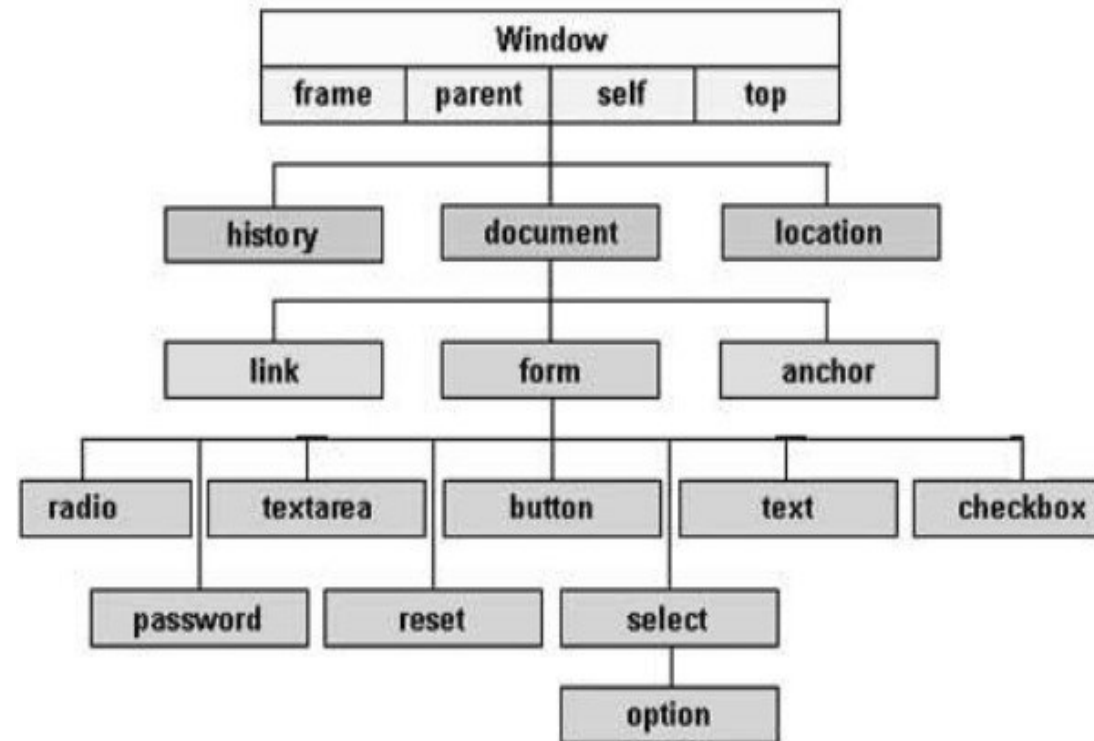 Window
frame parent self top
history document location
link form anchor
radio textarea button text checkbox
password reset select
option